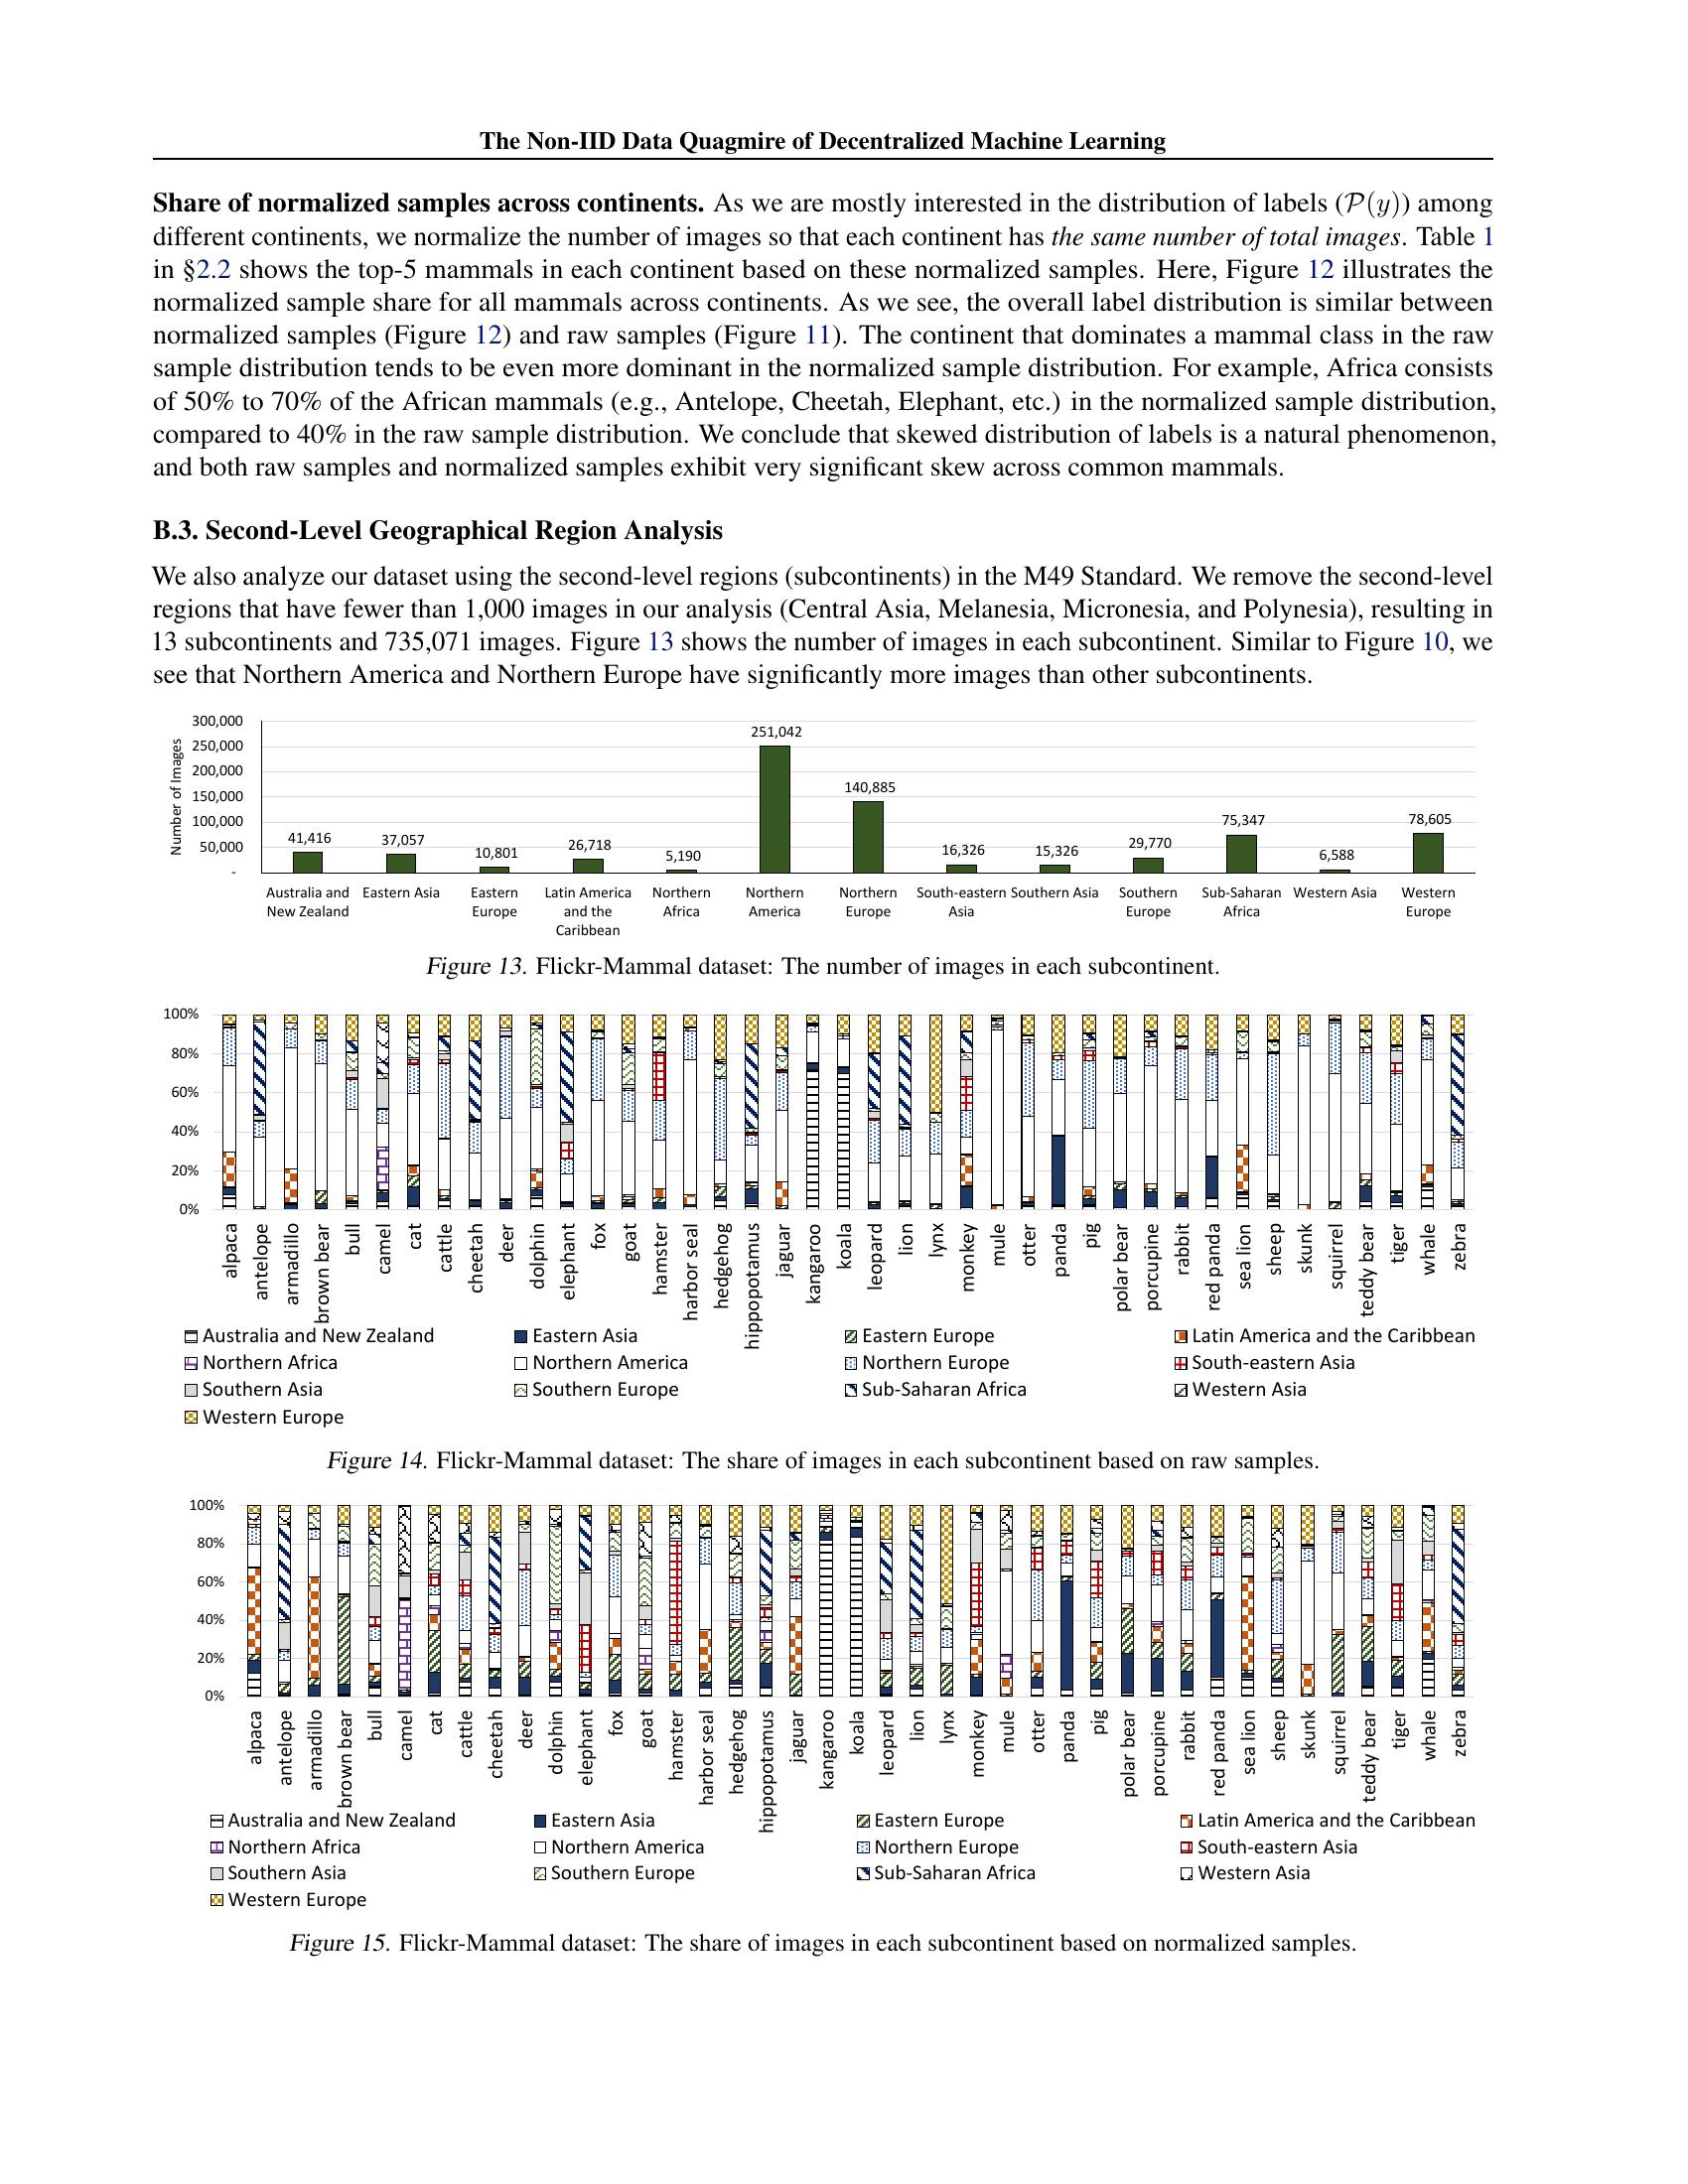 The Non-IID Data Quagmire of Decentralized Machine Learning
Share of normalized samples across continents. As we are mostly interested in the distribution of labels (P(y)) among
different continents, we normalize the number of images so that each continent has the same number of total images. Table 1
in §2.2 shows the top-5 mammals in each continent based on these normalized samples. Here, Figure 12 illustrates the
normalized sample share for all mammals across continents. As we see, the overall label distribution is similar between
normalized samples (Figure 12) and raw samples (Figure 11). The continent that dominates a mammal class in the raw
sample distribution tends to be even more dominant in the normalized sample distribution. For example, Africa consists
of 50% to 70% of the African mammals (e.g., Antelope, Cheetah, Elephant, etc.) in the normalized sample distribution,
compared to 40% in the raw sample distribution. We conclude that skewed distribution of labels is a natural phenomenon,
and both raw samples and normalized samples exhibit very significant skew across common mammals.
B.3. Second-Level Geographical Region Analysis
We also analyze our dataset using the second-level regions (subcontinents) in the M49 Standard. We remove the second-level
regions that have fewer than 1,000 images in our analysis (Central Asia, Melanesia, Micronesia, and Polynesia), resulting in
13 subcontinents and 735,071 images. Figure 13 shows the number of images in each subcontinent. Similar to Figure 10, we
see that Northern America and Northern Europe have significantly more images than other subcontinents.
Number of Images
300,000
250,000
200,000
150,000
100,000
50,000
-
41,416 37,057 10,801 26,718 5,190 251,042 140,885 16,326 15,326 29,770 75,347 6,588 78,605
Australia and Eastern Asia Eastern Latin America Northern Northern Northern South-eastern Southern Asia Southern Sub-Saharan Western Asia Western
New Zealand Europe and the Africa America Europe Asia Europe Africa Europe
Caribbean
Figure 13. Flickr-Mammal dataset: The number of images in each subcontinent.
100%
80%
60%
40%
20%
0%
alpaca antelope armadillo brown bear bull camel cat cattle cheetah deer dolphin elephant fox goat hamster harbor seal hedgehog hippopotamus jaguar kangaroo koala leopard lion lynx monkey mule otter panda pig polar bear porcupine rabbit red panda sea lion sheep skunk squirrel teddy bear tiger whale zebra
Australia and New Zealand Eastern Asia Eastern Europe Latin America and the Caribbean
Northern Africa Northern America Northern Europe South-eastern Asia
Southern Asia Southern Europe Sub-Saharan Africa Western Asia
Western Europe
Figure 14. Flickr-Mammal dataset: The share of images in each subcontinent based on raw samples.
100%
80%
60%
40%
20%
0%
alpaca antelope armadillo brown bear bull camel cat cattle cheetah deer dolphin elephant fox goat hamster harbor seal hedgehog hippopotamus jaguar kangaroo koala leopard lion lynx monkey mule otter panda pig polar bear porcupine rabbit red panda sea lion sheep skunk squirrel teddy bear tiger whale zebra
Australia and New Zealand Eastern Asia Eastern Europe Latin America and the Caribbean
Northern Africa Northern America Northern Europe South-eastern Asia
Southern Asia Southern Europe Sub-Saharan Africa Western Asia
Western Europe
Figure 15. Flickr-Mammal dataset: The share of images in each subcontinent based on normalized samples.